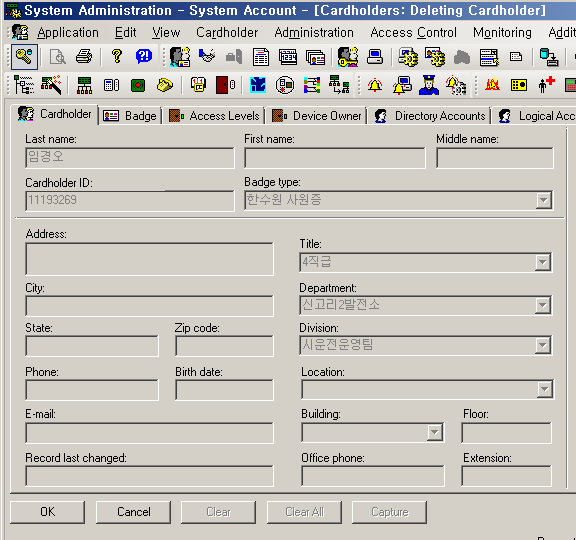 System Administration - System Account - [Cardholders: Deleting Cardholder]
Application Edit View Cardholder Administration Access Control Monitoring Addit
Cardholder Badge Access Levels Device Owner Directory Accounts Logical Acc
Last name: First name: Middle name:
임경오
Cardholder ID: Badge type:
11193269 한수원 사원증
Address: Title:
4직급
City: Department:
신고리2발전소
State: Zip code: Division:
시운전운영팀
Phone: Birth date: Location:
E-mail: Building: Floor:
Record last changed: Office phone: Extension:
OK Cancel Clear Clear All Capture